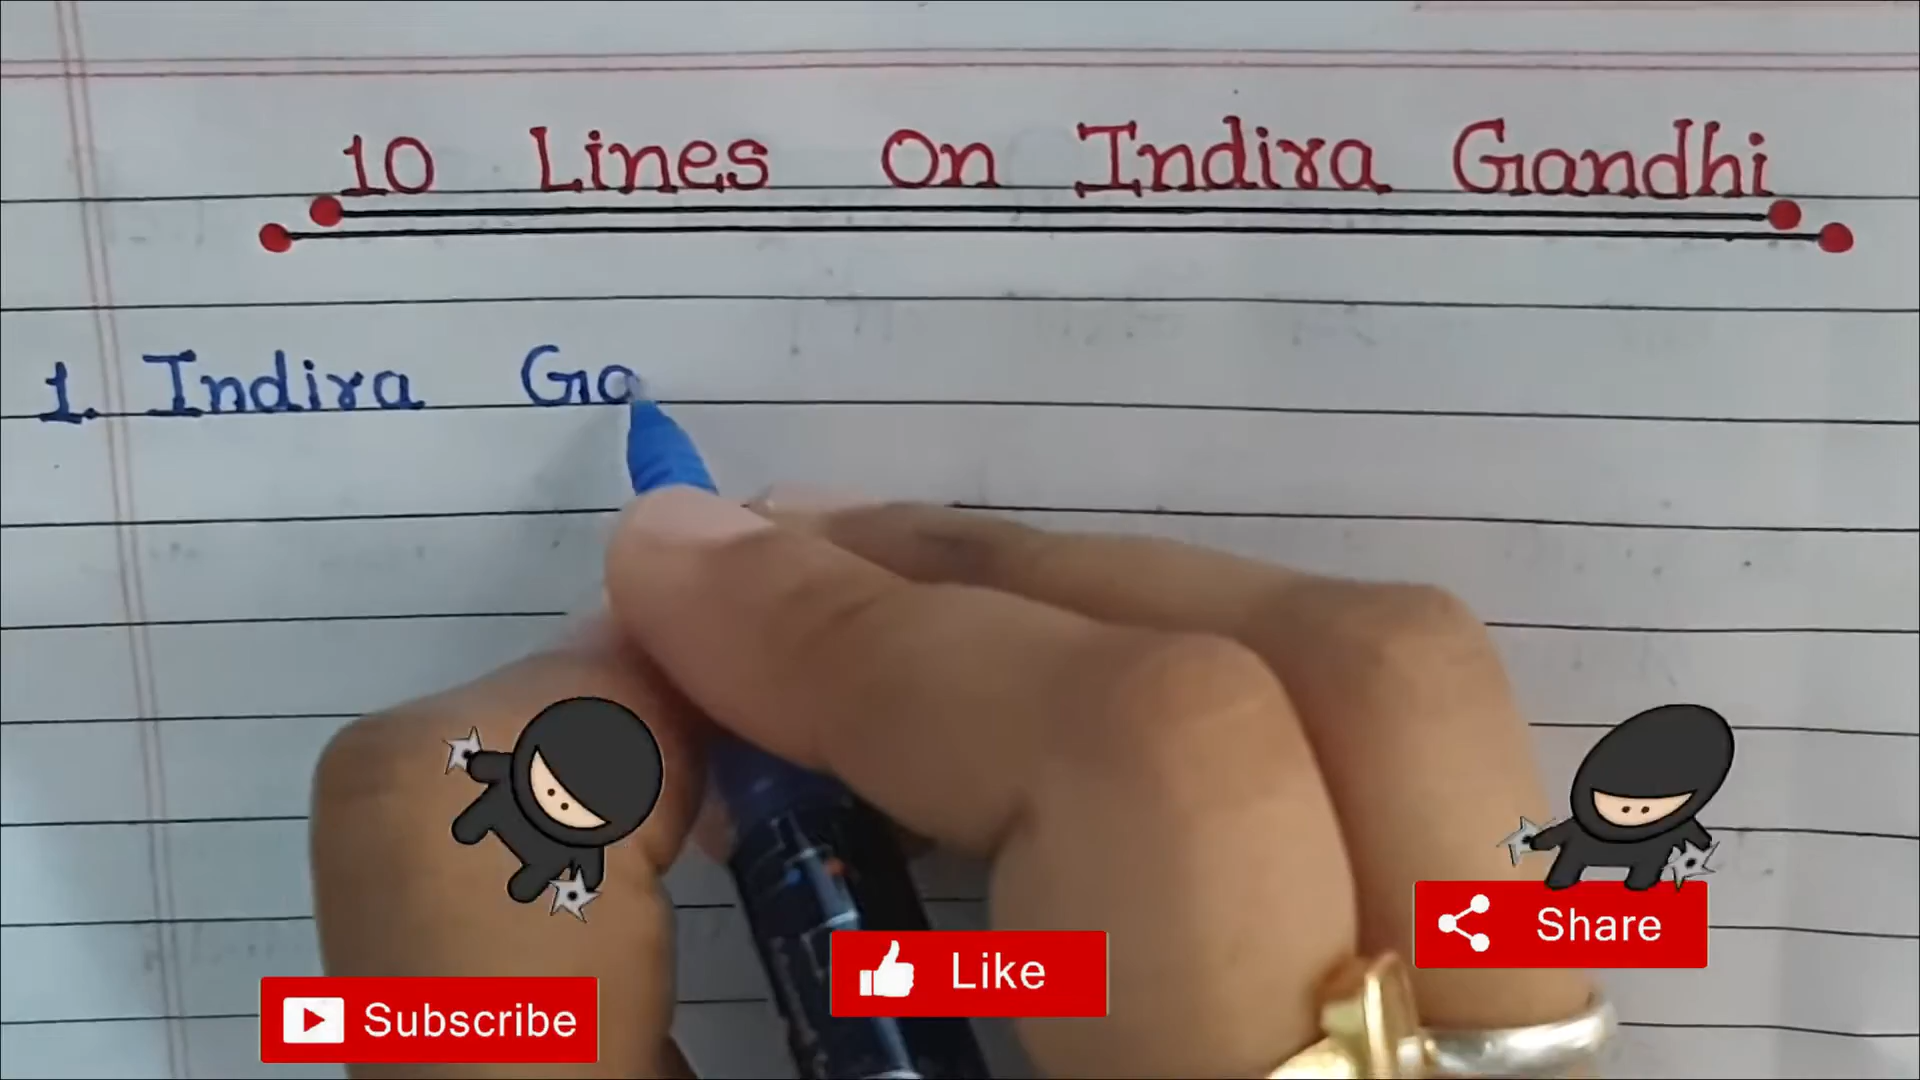 10 Lines On Indira Gandhi
1. Indira Ga
Subscribe
Like
Share